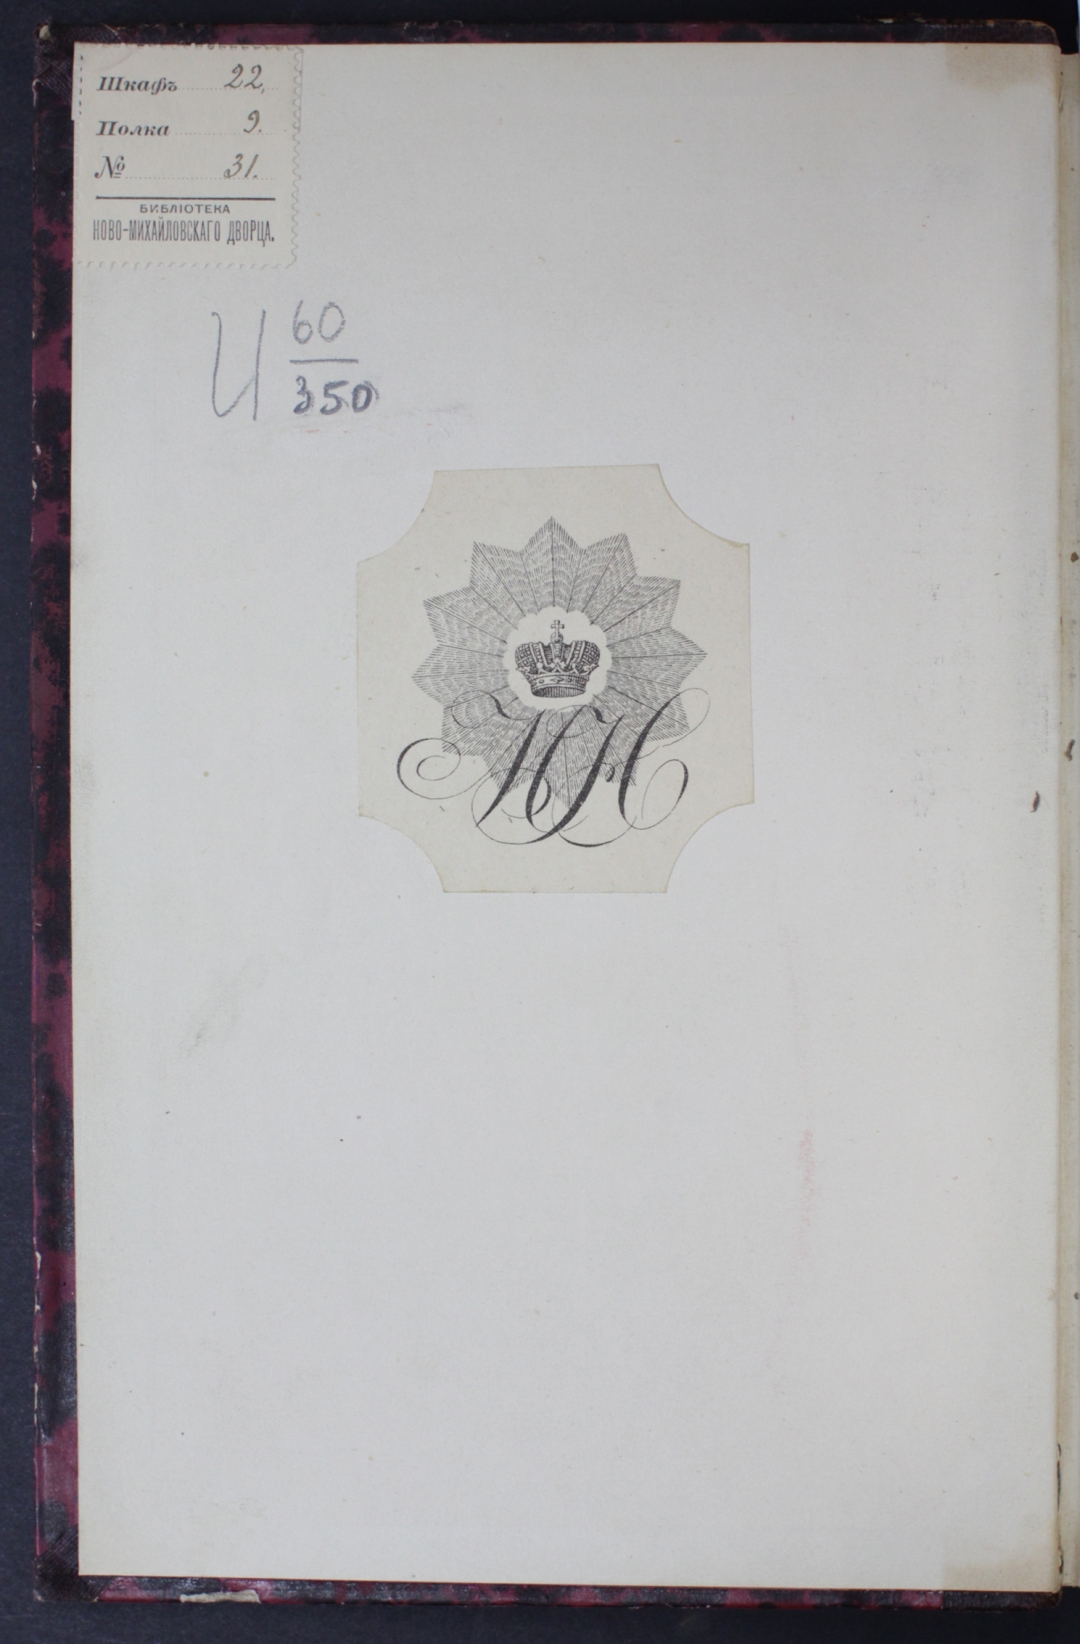 Шкафъ 22.
Полка 9.
№ 31.
БИБЛІОТЕКА
НОВО-МИХАЙЛОВСКАГО ДВОРЦА.
И 60
350